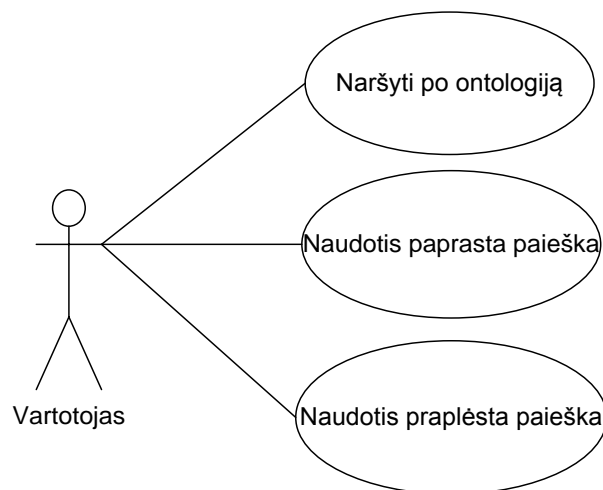 Naršyti po ontologiją
Naudotis paprasta paieška
Naudotis praplėsta paieška
Vartotojas